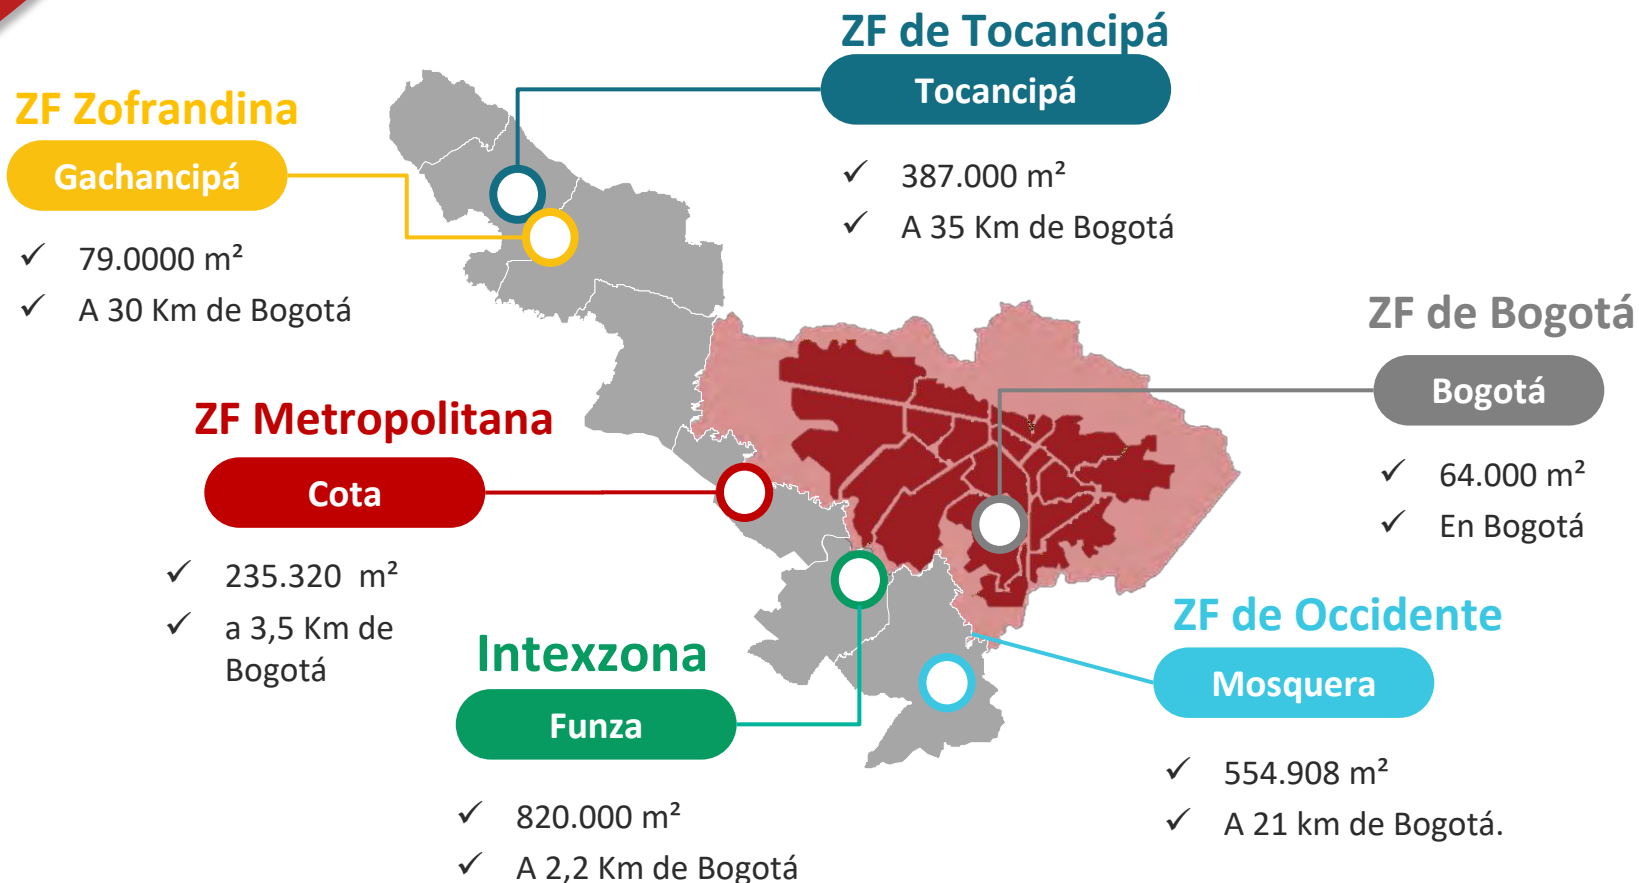 ZF de Tocancipá
Tocancipá
✓ 387.000 m²
✓ A 35 Km de Bogotá
ZF Zofrandina
Gachancipá
✓ 79.0000 m²
✓ A 30 Km de Bogotá
ZF de Bogotá
Bogotá
✓ 64.000 m²
✓ En Bogotá
ZF Metropolitana
Cota
✓ 235.320 m²
✓ a 3,5 Km de
Bogotá
ZF de Occidente
Mosquera
✓ 554.908 m²
✓ A 21 km de Bogotá.
Intexzona
Funza
✓ 820.000 m²
✓ A 2,2 Km de Bogotá